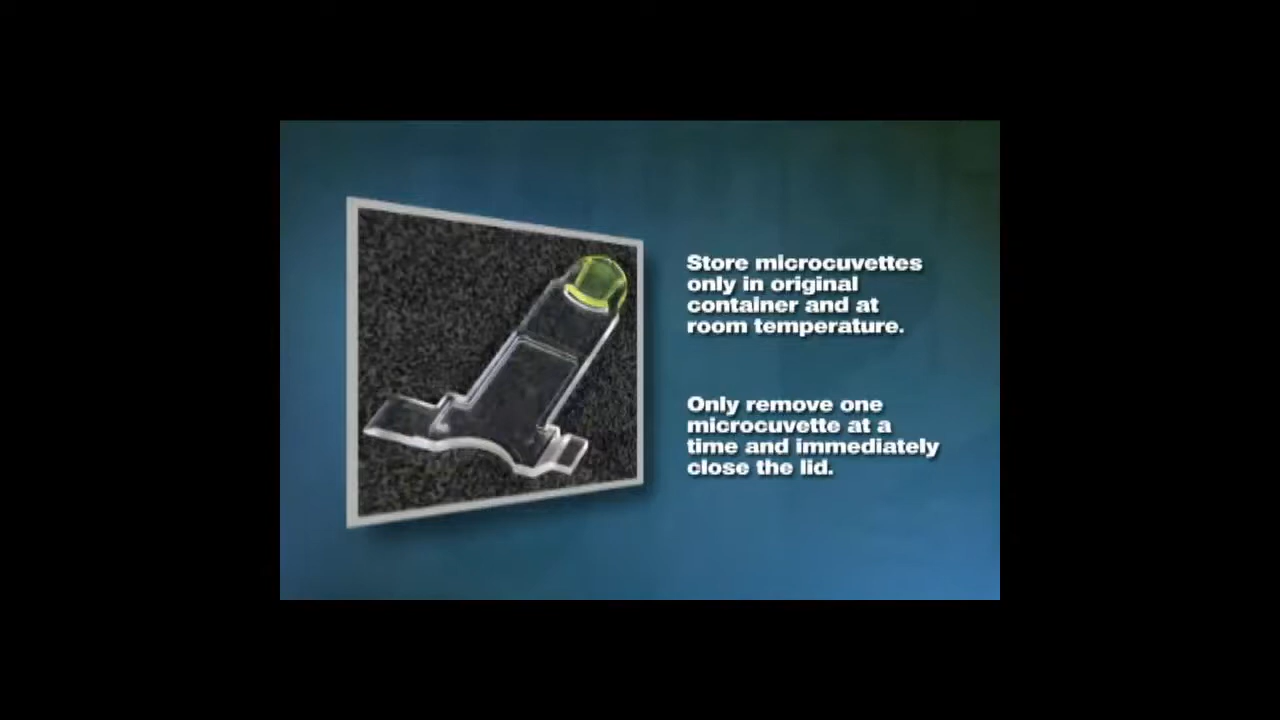 Store microcuvettes
only in original
container and at
room temperature.
Only remove one
microcuvette at a
time and immediately
close the lid.